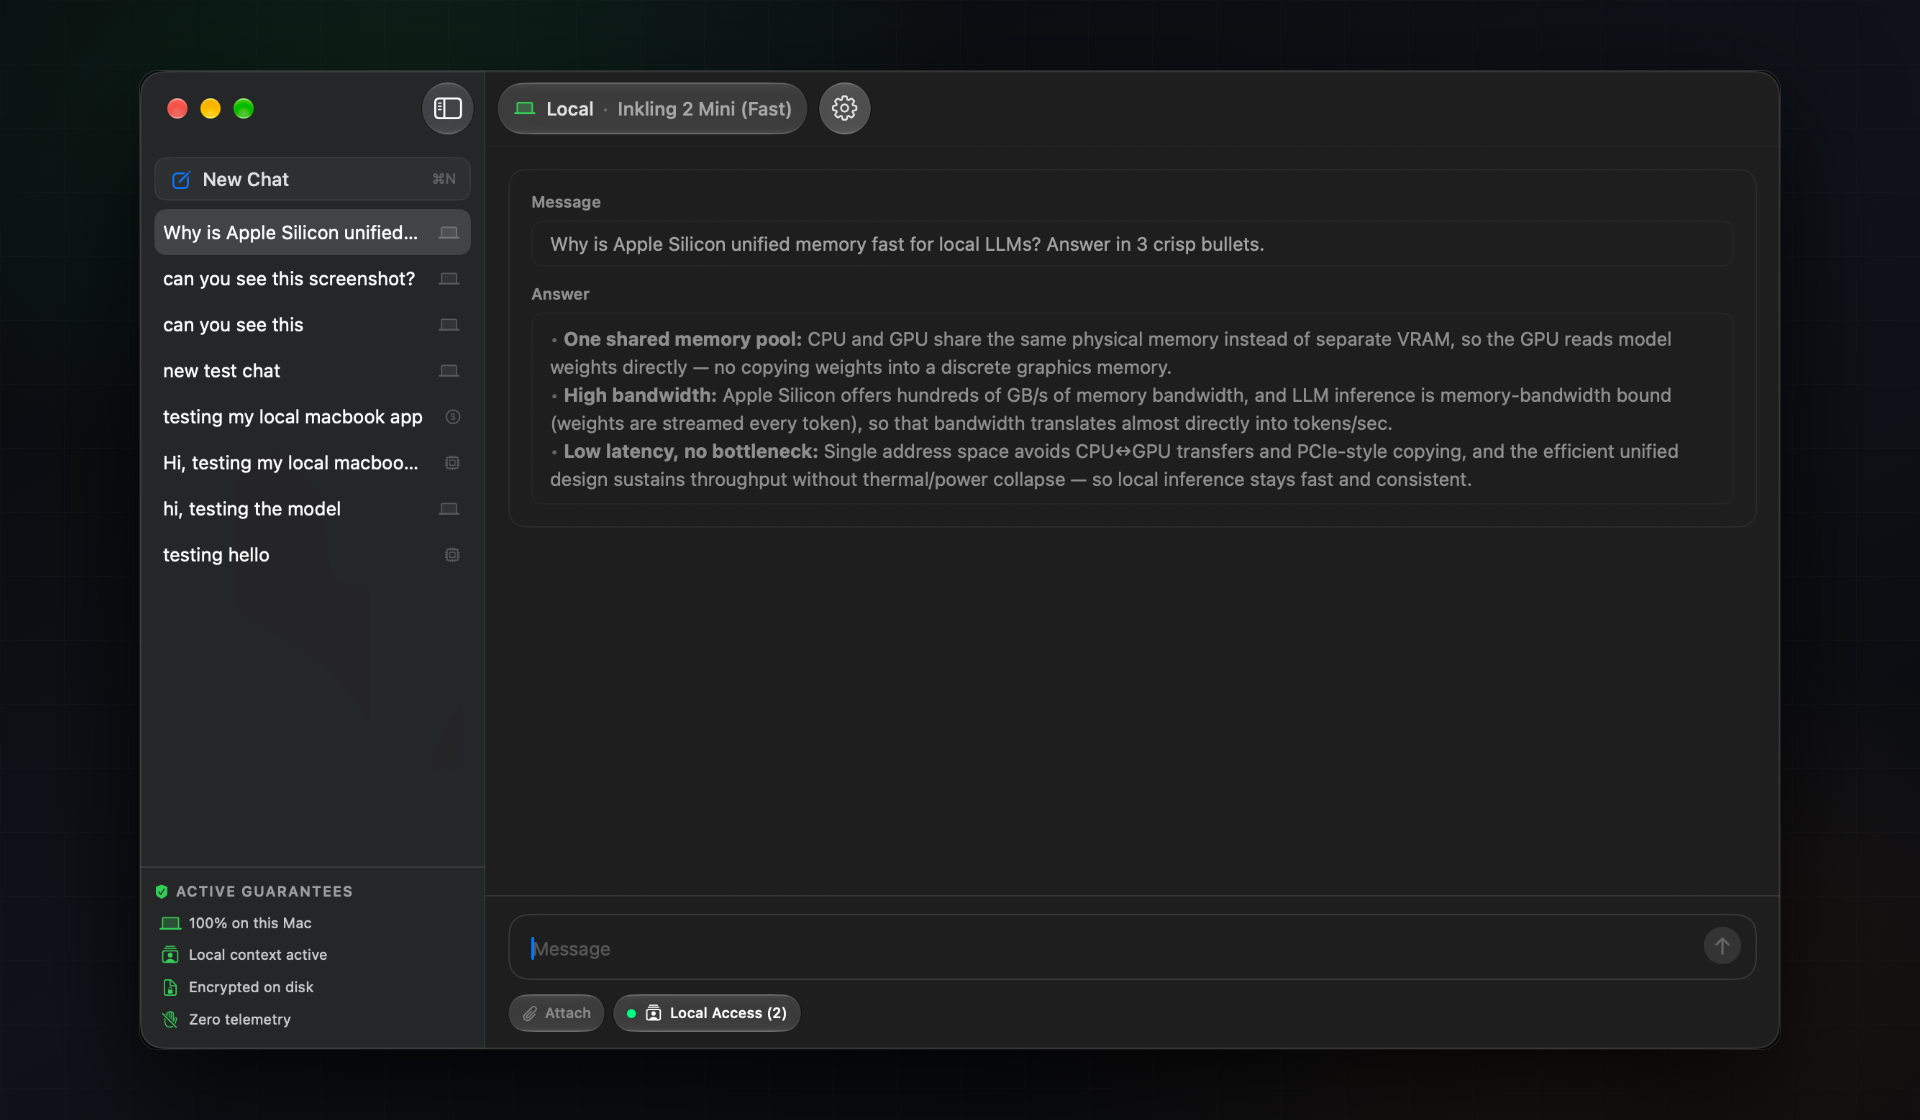 New Chat ⌘N
Why is Apple Silicon unified...
can you see this screenshot?
can you see this
new test chat
testing my local macbook app
Hi, testing my local macboo...
hi, testing the model
testing hello
ACTIVE GUARANTEES
100% on this Mac
Local context active
Encrypted on disk
Zero telemetry
Local · Inkling 2 Mini (Fast)
Message
Why is Apple Silicon unified memory fast for local LLMs? Answer in 3 crisp bullets.
Answer
• One shared memory pool: CPU and GPU share the same physical memory instead of separate VRAM, so the GPU reads model
weights directly — no copying weights into a discrete graphics memory.
• High bandwidth: Apple Silicon offers hundreds of GB/s of memory bandwidth, and LLM inference is memory-bandwidth bound
(weights are streamed every token), so that bandwidth translates almost directly into tokens/sec.
• Low latency, no bottleneck: Single address space avoids CPU↔GPU transfers and PCIe-style copying, and the efficient unified
design sustains throughput without thermal/power collapse — so local inference stays fast and consistent.
Message
Attach
Local Access (2)